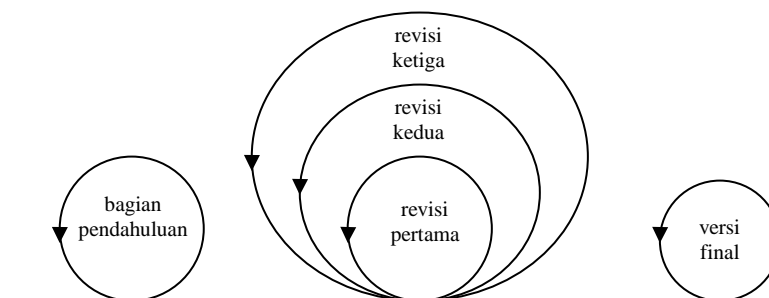 revisi
ketiga
revisi
kedua
bagian
pendahuluan
revisi
pertama
versi
final